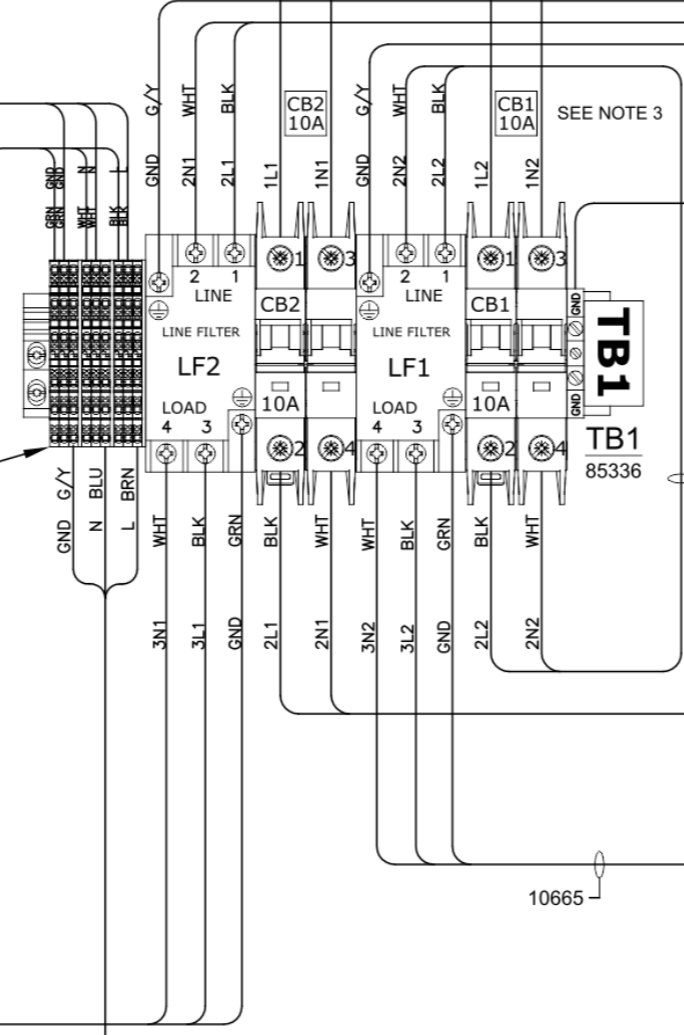 G/Y
WHT
BLK
CB2
10A
G/Y
WHT
BLK
CB1
10A
SEE NOTE 3
GND
2N1
2L1
1L1
1N1
GND
2N2
2L2
1L2
1N2
GND
GND
N
N
L
L
GRN
GRN
WHT
WHT
BLK
BLK
2
1
LINE
LINE FILTER
LF2
LOAD
4
3
1
3
CB2
10A
2
4
2
1
LINE
LINE FILTER
LF1
LOAD
4
3
1
3
CB1
10A
2
4
GND
GND
TB1
TB1
85336
G/Y
BLU
BRN
GND
N
L
WHT
BLK
GRN
BLK
WHT
WHT
BLK
GRN
BLK
WHT
3N1
3L1
GND
2L1
2N1
3N2
3L2
GND
2L2
2N2
10665